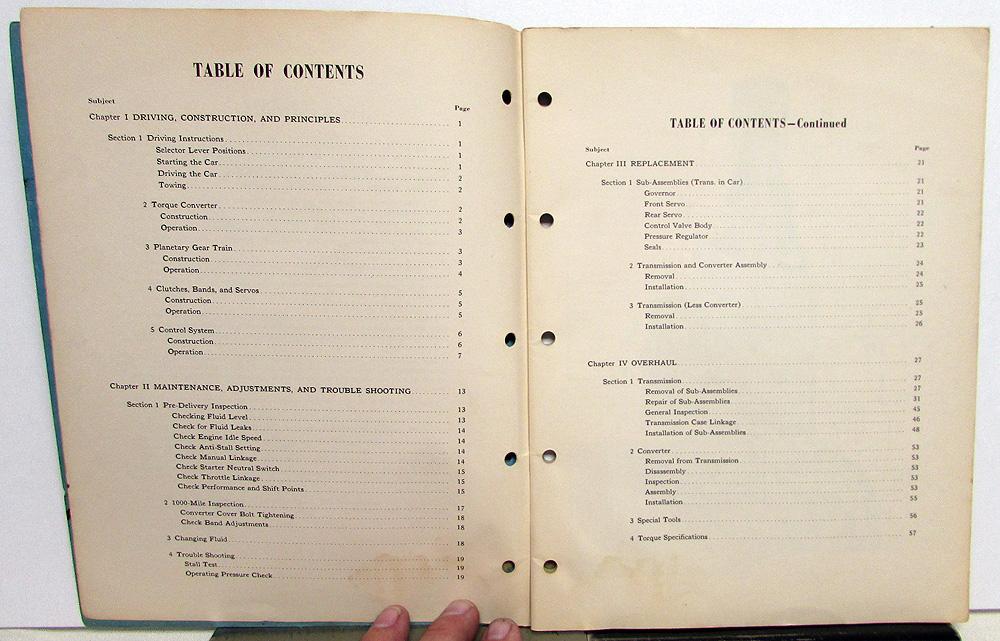 TABLE OF CONTENTS
Subject Page
Chapter I DRIVING, CONSTRUCTION, AND PRINCIPLES 1
Section 1 Driving Instructions 1
Selector Lever Positions 1
Starting the Car 1
Driving the Car 2
Towing 2
2 Torque Converter 2
Construction 2
Operation 3
3 Planetary Gear Train 3
Construction 3
Operation 4
4 Clutches, Bands, and Servos 5
Construction 5
Operation 5
5 Control System 6
Construction 6
Operation 7
Chapter II MAINTENANCE, ADJUSTMENTS, AND TROUBLE SHOOTING 13
Section 1 Pre-Delivery Inspection 13
Checking Fluid Level 13
Check for Fluid Leaks 14
Check Engine Idle Speed 14
Check Anti-Stall Setting 14
Check Manual Linkage 14
Check Starter Neutral Switch 15
Check Throttle Linkage 15
Check Performance and Shift Points 15
2 1000-Mile Inspection 17
Converter Cover Bolt Tightening 18
Check Band Adjustments 18
3 Changing Fluid 18
4 Trouble Shooting 19
Stall Test 19
Operating Pressure Check 19
TABLE OF CONTENTS—Continued
Subject Page
Chapter III REPLACEMENT 21
Section 1 Sub-Assemblies (Trans. in Car) 21
Governor 21
Front Servo 21
Rear Servo 22
Control Valve Body 22
Pressure Regulator 22
Seals 23
2 Transmission and Converter Assembly 24
Removal 24
Installation 25
3 Transmission (Less Converter) 25
Removal 25
Installation 26
Chapter IV OVERHAUL 27
Section 1 Transmission 27
Removal of Sub-Assemblies 27
Repair of Sub-Assemblies 31
General Inspection 45
Transmission Case Linkage 46
Installation of Sub-Assemblies 48
2 Converter 53
Removal from Transmission 53
Disassembly 53
Inspection 53
Assembly 53
Installation 55
3 Special Tools 56
4 Torque Specifications 57